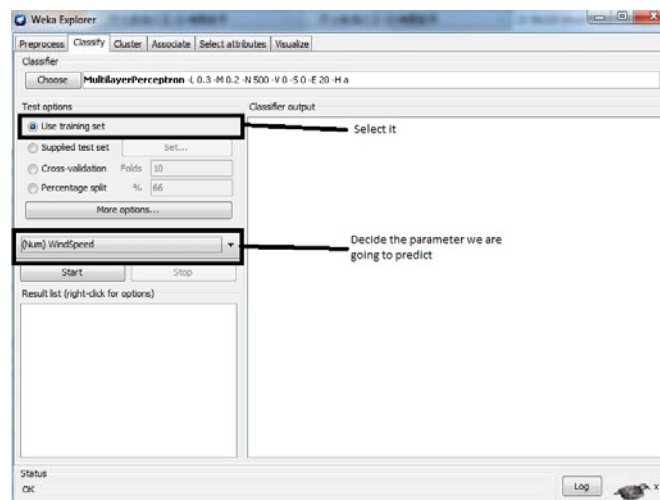 Weka Explorer
Preprocess Classify Cluster Associate Select attributes Visualize
Classifier
Choose MultilayerPerceptron -L 0.3 -M 0.2 -N 500 -V 0 -S 0 -E 20 -H a
Test options
Classifier output
Use training set
Select it
Supplied test set Set...
Cross-validation Folds 10
Percentage split % 66
More options...
(Num) WindSpeed
Decide the parameter we are
going to predict
Start Stop
Result list (right-click for options)
Status
OK
Log
x